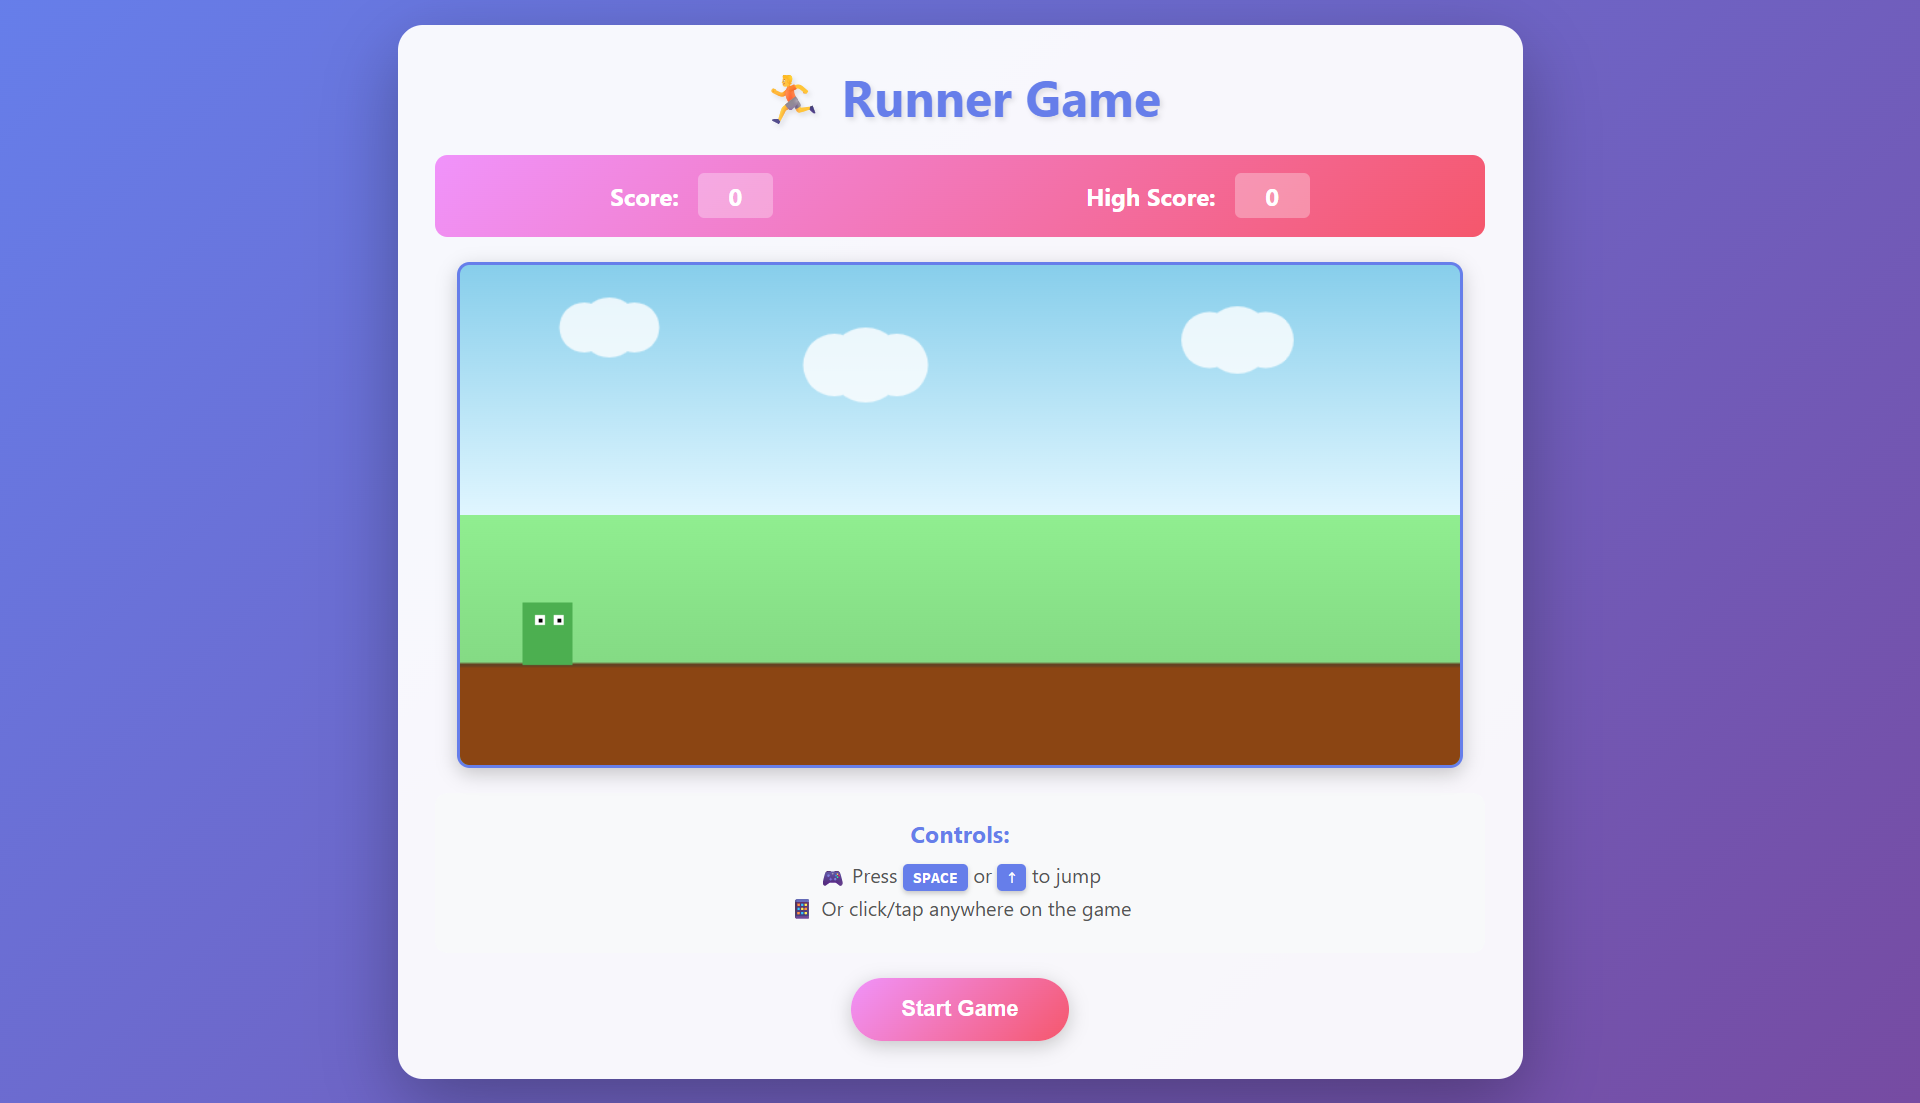 Runner Game
Score: 0 High Score: 0
Controls:
Press SPACE or ↑ to jump
Or click/tap anywhere on the game
Start Game